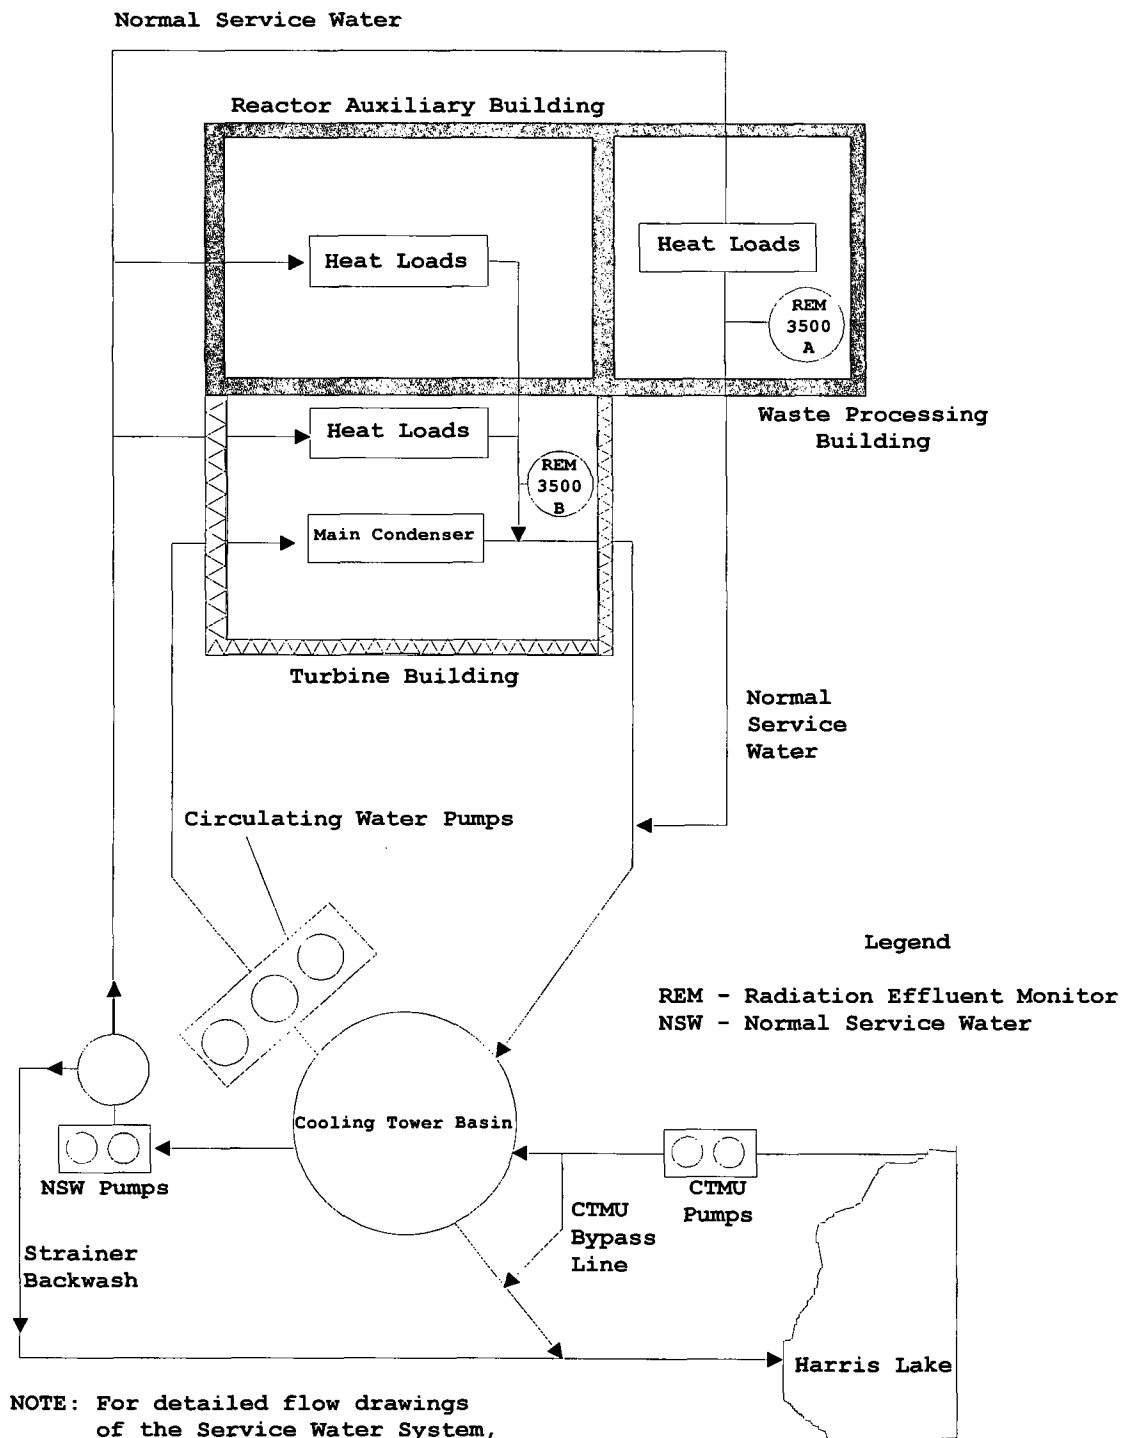 Normal Service Water
Reactor Auxiliary Building
Heat Loads
Heat Loads
REM
3500
A
Waste Processing
Building
Heat Loads
REM
3500
B
Main Condenser
Turbine Building
Normal
Service
Water
Circulating Water Pumps
Legend
REM - Radiation Effluent Monitor
NSW - Normal Service Water
Cooling Tower Basin
NSW Pumps
CTMU
Pumps
CTMU
Bypass
Line
Strainer
Backwash
Harris Lake
NOTE: For detailed flow drawings
of the Service Water System,